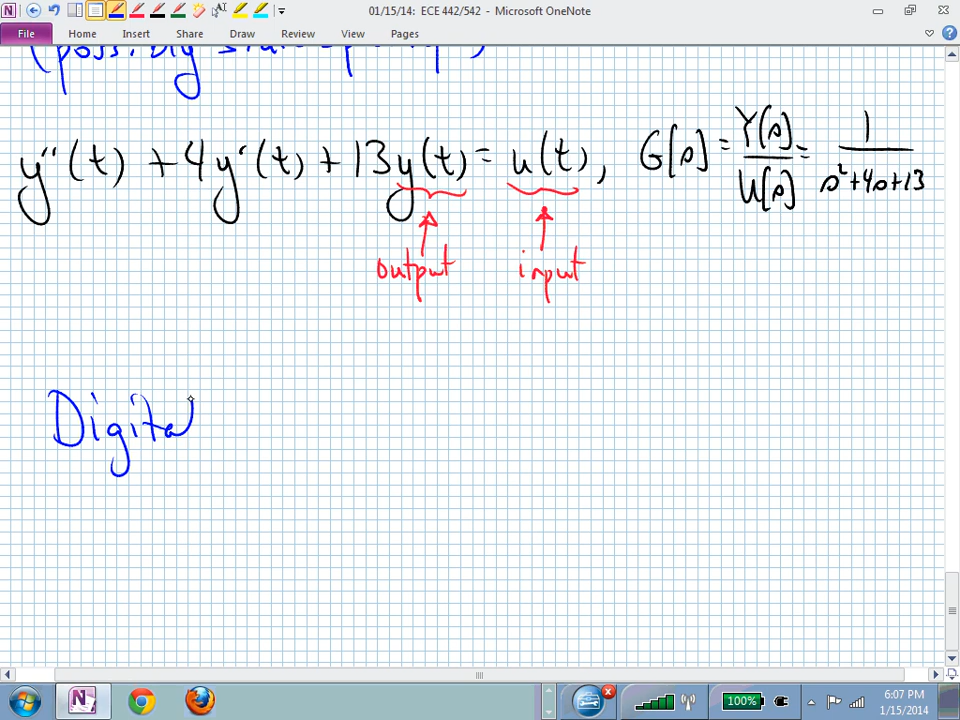 01/15/14: ECE 442/542 - Microsoft OneNote
File Home Insert Share Draw Review View Pages
(possibly
y''(t) + 4y'(t) + 13y(t) = u(t), G[s] = Y[s]/U[s] = 1/(s²+4s+13)
output input
Digital
100% 6:07 PM
1/15/2014